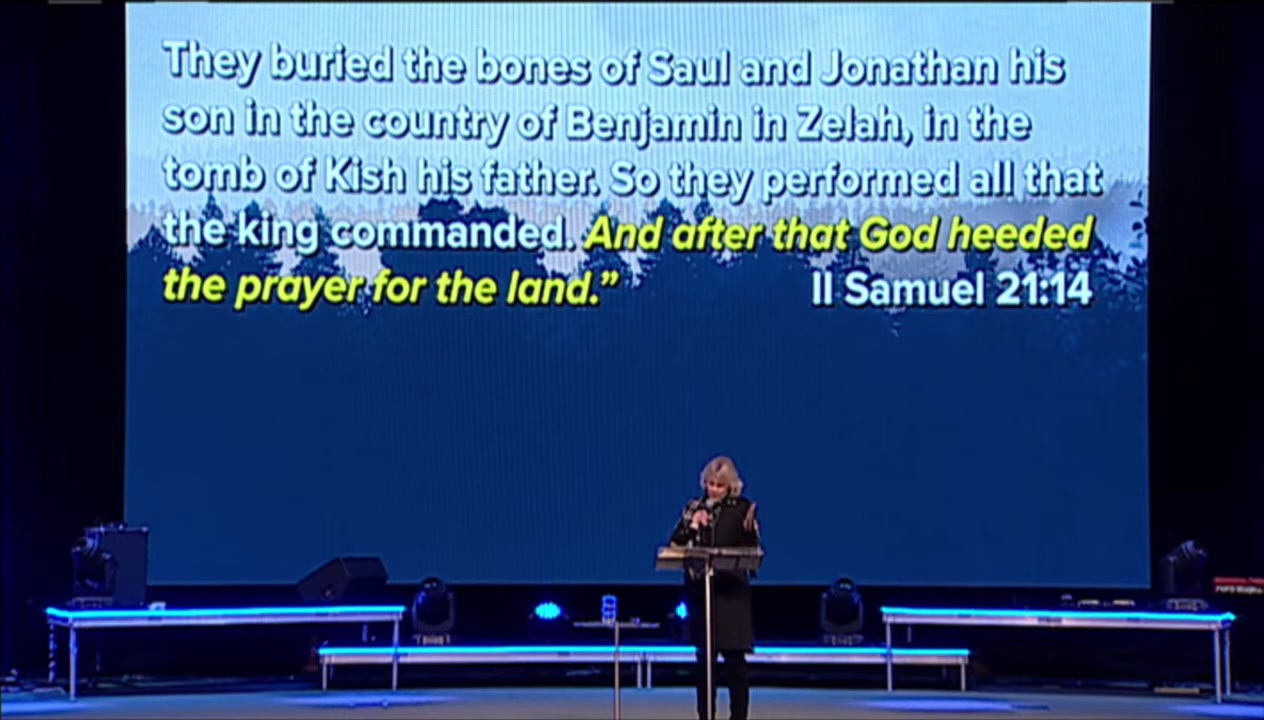 They buried the bones of Saul and Jonathan his
son in the country of Benjamin in Zelah, in the
tomb of Kish his father. So they performed all that
the king commanded. And after that God heeded
the prayer for the land.” II Samuel 21:14